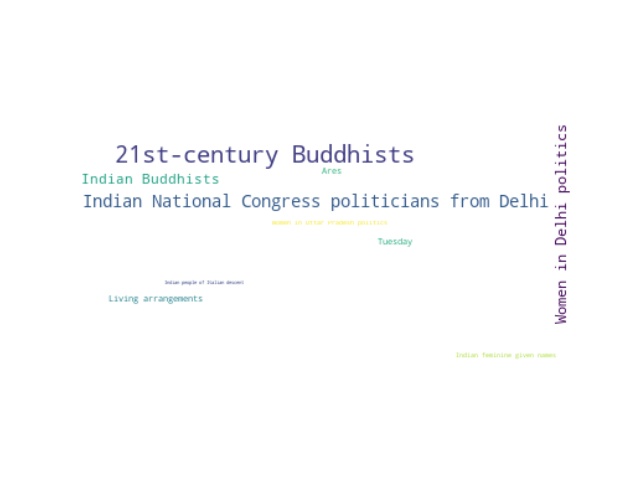 21st-century Buddhists
Ares
Indian Buddhists
Indian National Congress politicians from Delhi
Women in Uttar Pradesh politics
Tuesday
Indian people of Italian descent
Living arrangements
Indian feminine given names
Women in Delhi politics